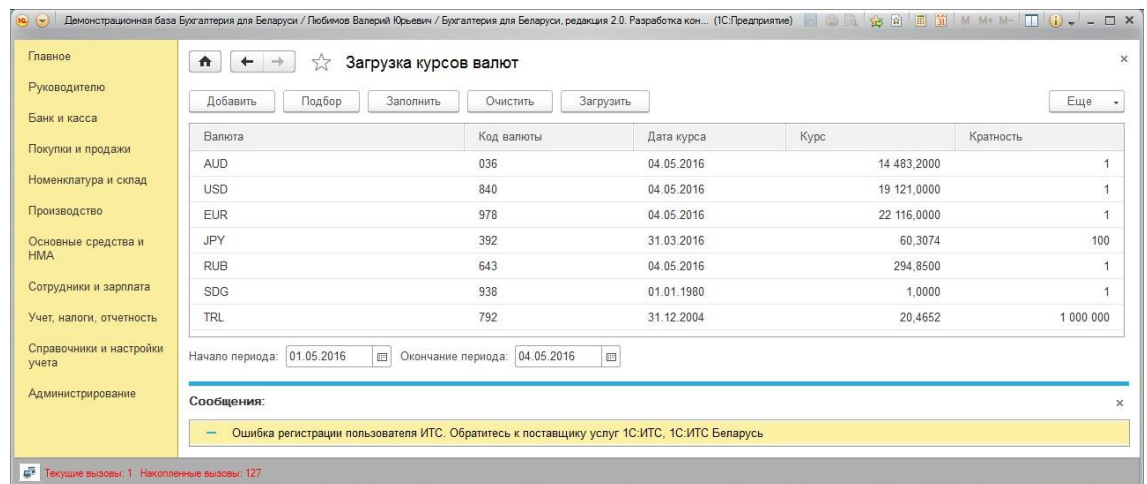 Демонстрационная база Бухгалтерия для Беларуси / Любимов Валерий Юрьевич / Бухгалтерия для Беларуси, редакция 2.0. Разработка кон... (1С:Предприятие) M M+ M-
Главное
Руководителю
Банк и касса
Покупки и продажи
Номенклатура и склад
Производство
Основные средства и
НМА
Сотрудники и зарплата
Учет, налоги, отчетность
Справочники и настройки
учета
Администрирование
Загрузка курсов валют
Добавить Подбор Заполнить Очистить Загрузить Еще
Валюта Код валюты Дата курса Курс Кратность
AUD 036 04.05.2016 14 483,2000 1
USD 840 04.05.2016 19 121,0000 1
EUR 978 04.05.2016 22 116,0000 1
JPY 392 31.03.2016 60,3074 100
RUB 643 04.05.2016 294,8500 1
SDG 938 01.01.1980 1,0000 1
TRL 792 31.12.2004 20,4652 1 000 000
Начало периода: 01.05.2016 Окончание периода: 04.05.2016
Сообщения:
Ошибка регистрации пользователя ИТС. Обратитесь к поставщику услуг 1С:ИТС, 1С:ИТС Беларусь
Текущие вызовы: 1 Накопленные вызовы: 127